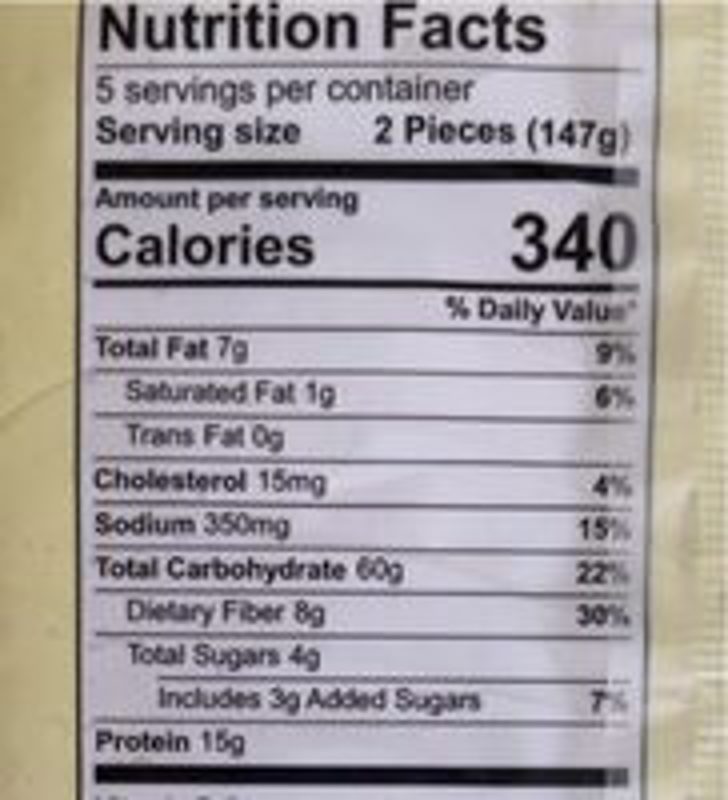 Nutrition Facts
5 servings per container
Serving size 2 Pieces (147g)
Amount per serving
Calories 340
% Daily Value*
Total Fat 7g 9%
Saturated Fat 1g 6%
Trans Fat 0g
Cholesterol 15mg 4%
Sodium 350mg 15%
Total Carbohydrate 60g 22%
Dietary Fiber 8g 30%
Total Sugars 4g
Includes 3g Added Sugars 7%
Protein 15g